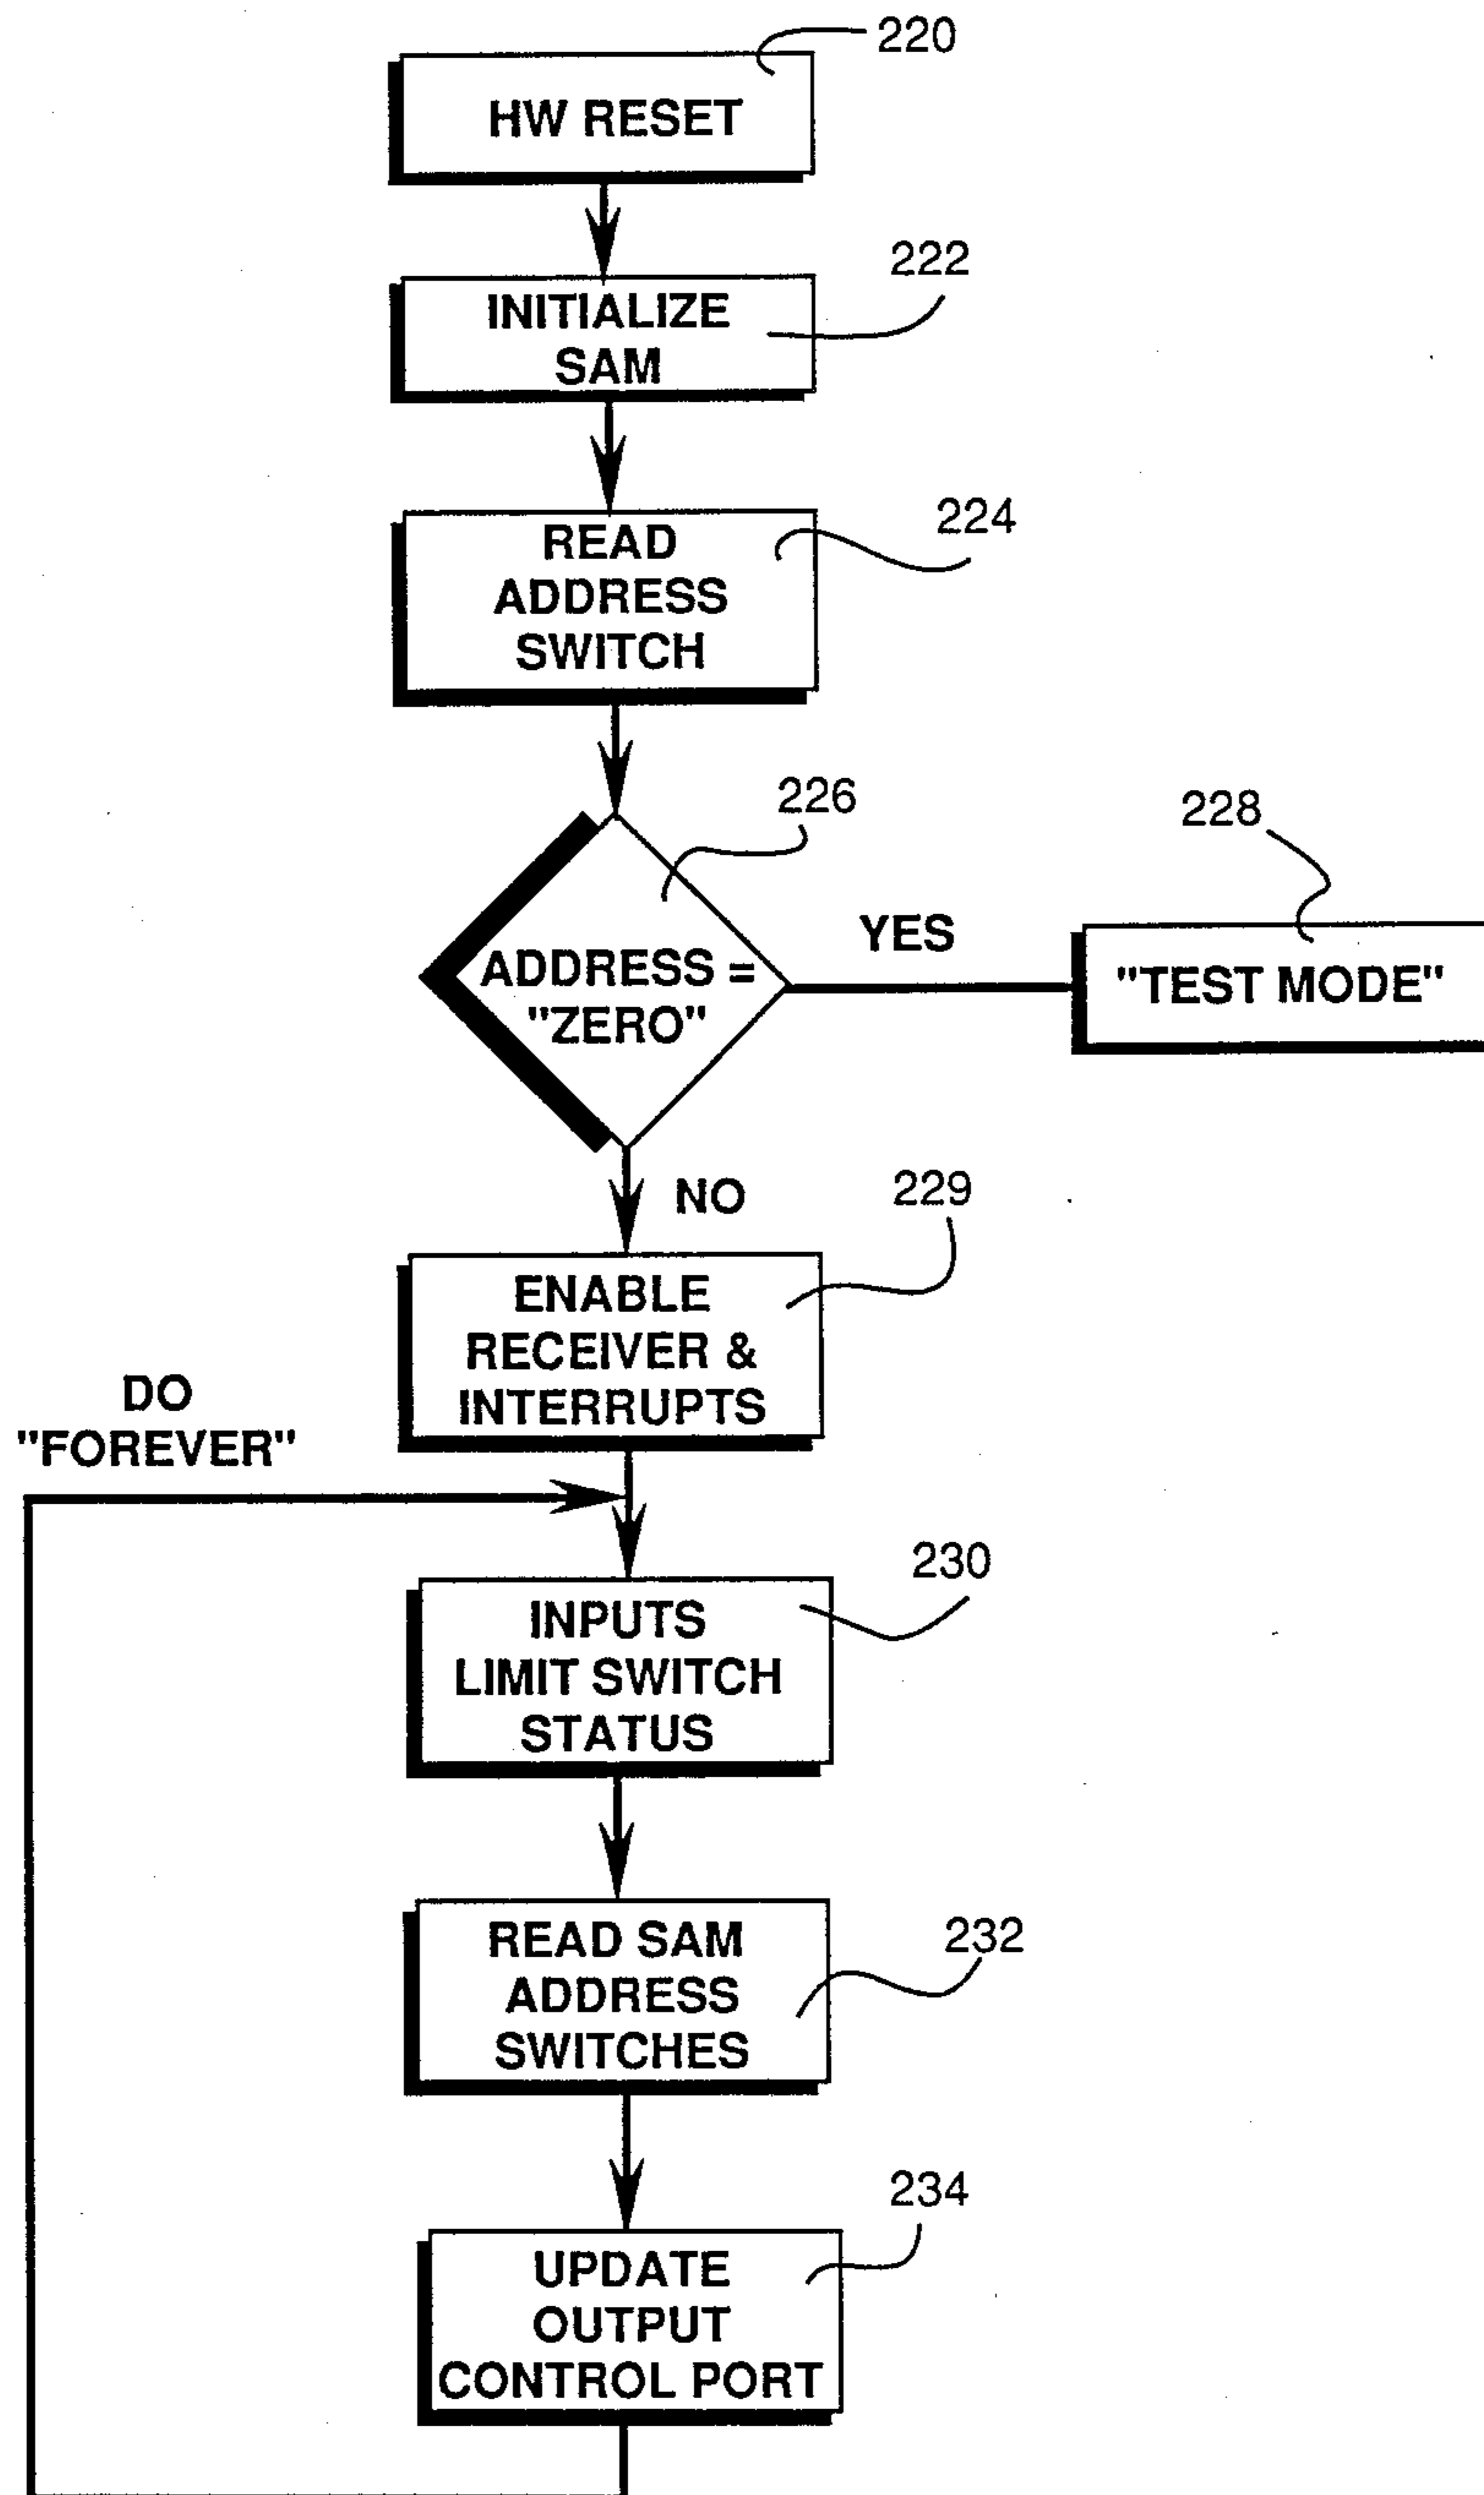 220
HW RESET
222
INITIALIZE
SAM
224
READ
ADDRESS
SWITCH
226
228
YES
ADDRESS =
"ZERO"
"TEST MODE"
NO
229
ENABLE
RECEIVER &
INTERRUPTS
DO
"FOREVER"
230
INPUTS
LIMIT SWITCH
STATUS
232
READ SAM
ADDRESS
SWITCHES
234
UPDATE
OUTPUT
CONTROL PORT